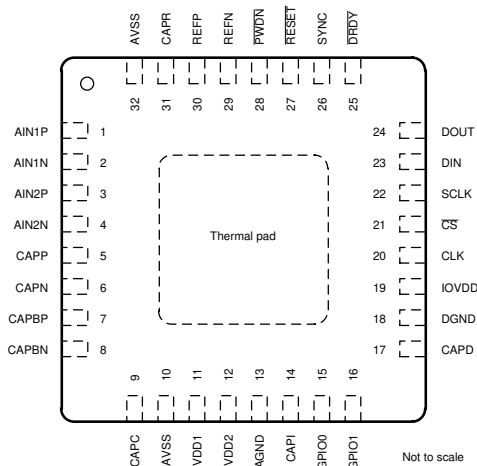 AVSS
CAPR
REFP
REFN
PWDN
RESET
SYNC
DRDY
32
31
30
29
28
27
26
25
AIN1P 1
24 DOUT
AIN1N 2
23 DIN
AIN2P 3
22 SCLK
AIN2N 4
21 CS
Thermal pad
CAPP 5
20 CLK
CAPN 6
19 IOVDD
CAPBP 7
18 DGND
CAPBN 8
17 CAPD
9
10
11
12
13
14
15
16
CAPC
AVSS
VDD1
VDD2
AGND
CAPI
GPIO0
GPIO1
Not to scale